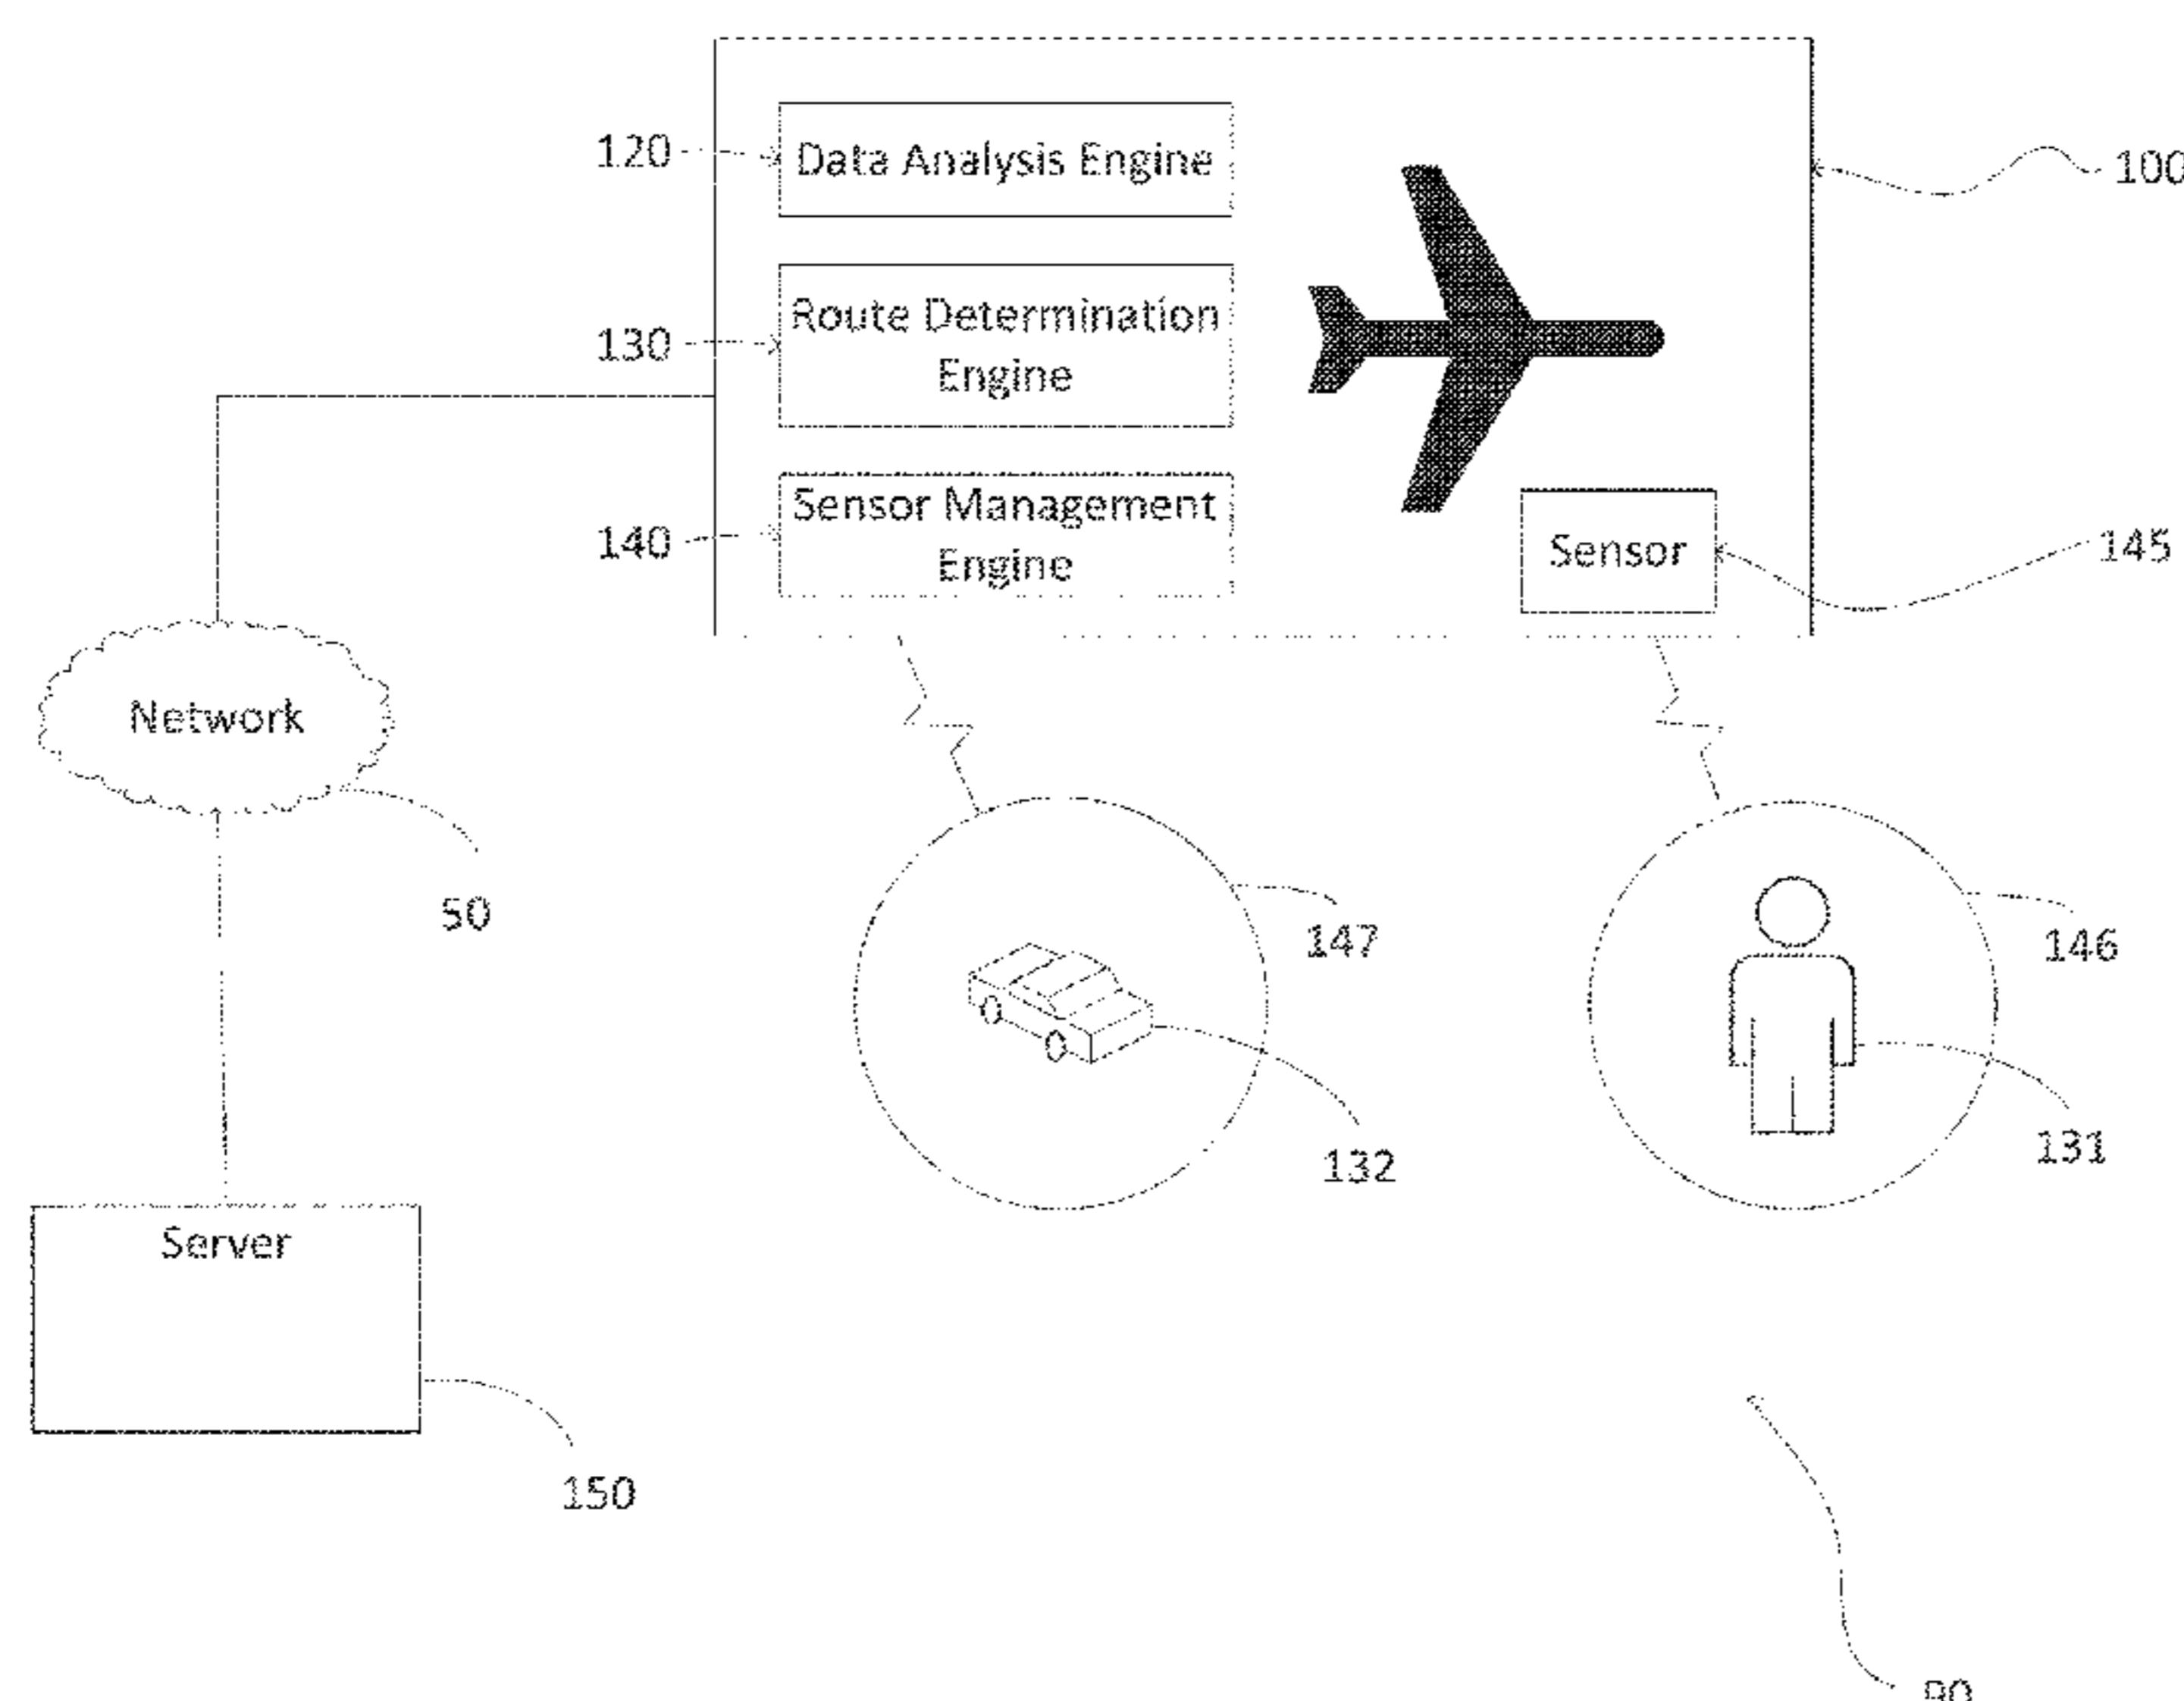 120
Data Analysis Engine
100
130
Route Determination
Engine
140
Sensor Management
Engine
Sensor
145
Network
50
147
146
132
131
Server
150